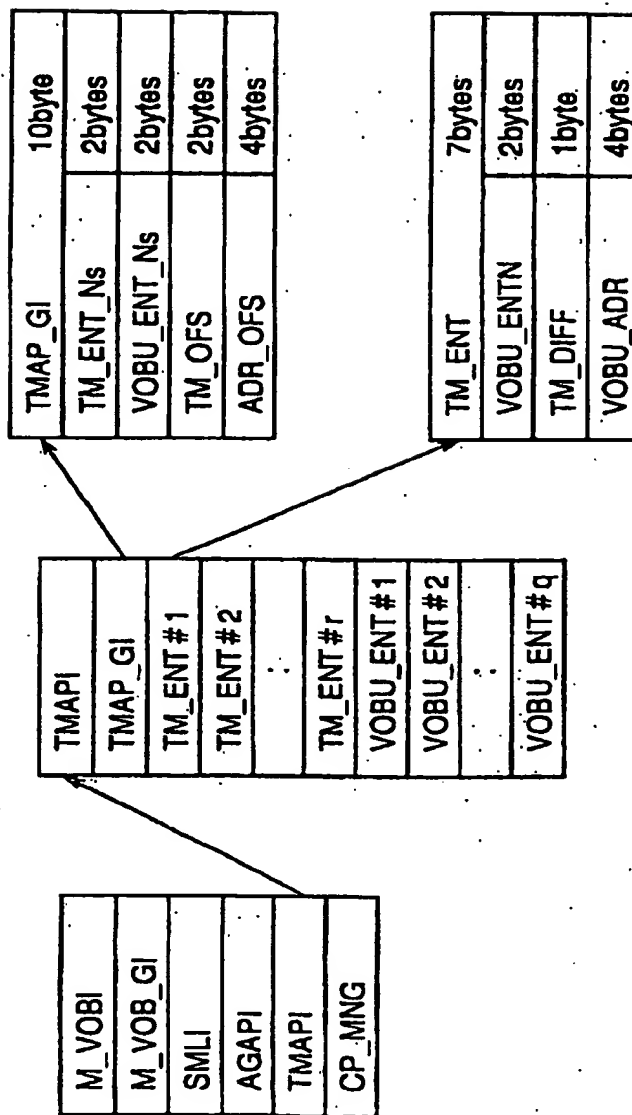 M_VOBI
M_VOB_GI
SMLI
AGAPI
TMAPI
CP_MNG
TMAPI
TMAP_GI
TM_ENT#1
TM_ENT#2
TM_ENT#r
VOBU_ENT#1
VOBU_ENT#2
VOBU_ENT#q
TMAP_GI 10byte
TM_ENT_Ns 2bytes
VOBU_ENT_Ns 2bytes
TM_OFS 2bytes
ADR_OFS 4bytes
TM_ENT 7bytes
VOBU_ENTN 2bytes
TM_DIFF 1byte
VOBU_ADR 4bytes